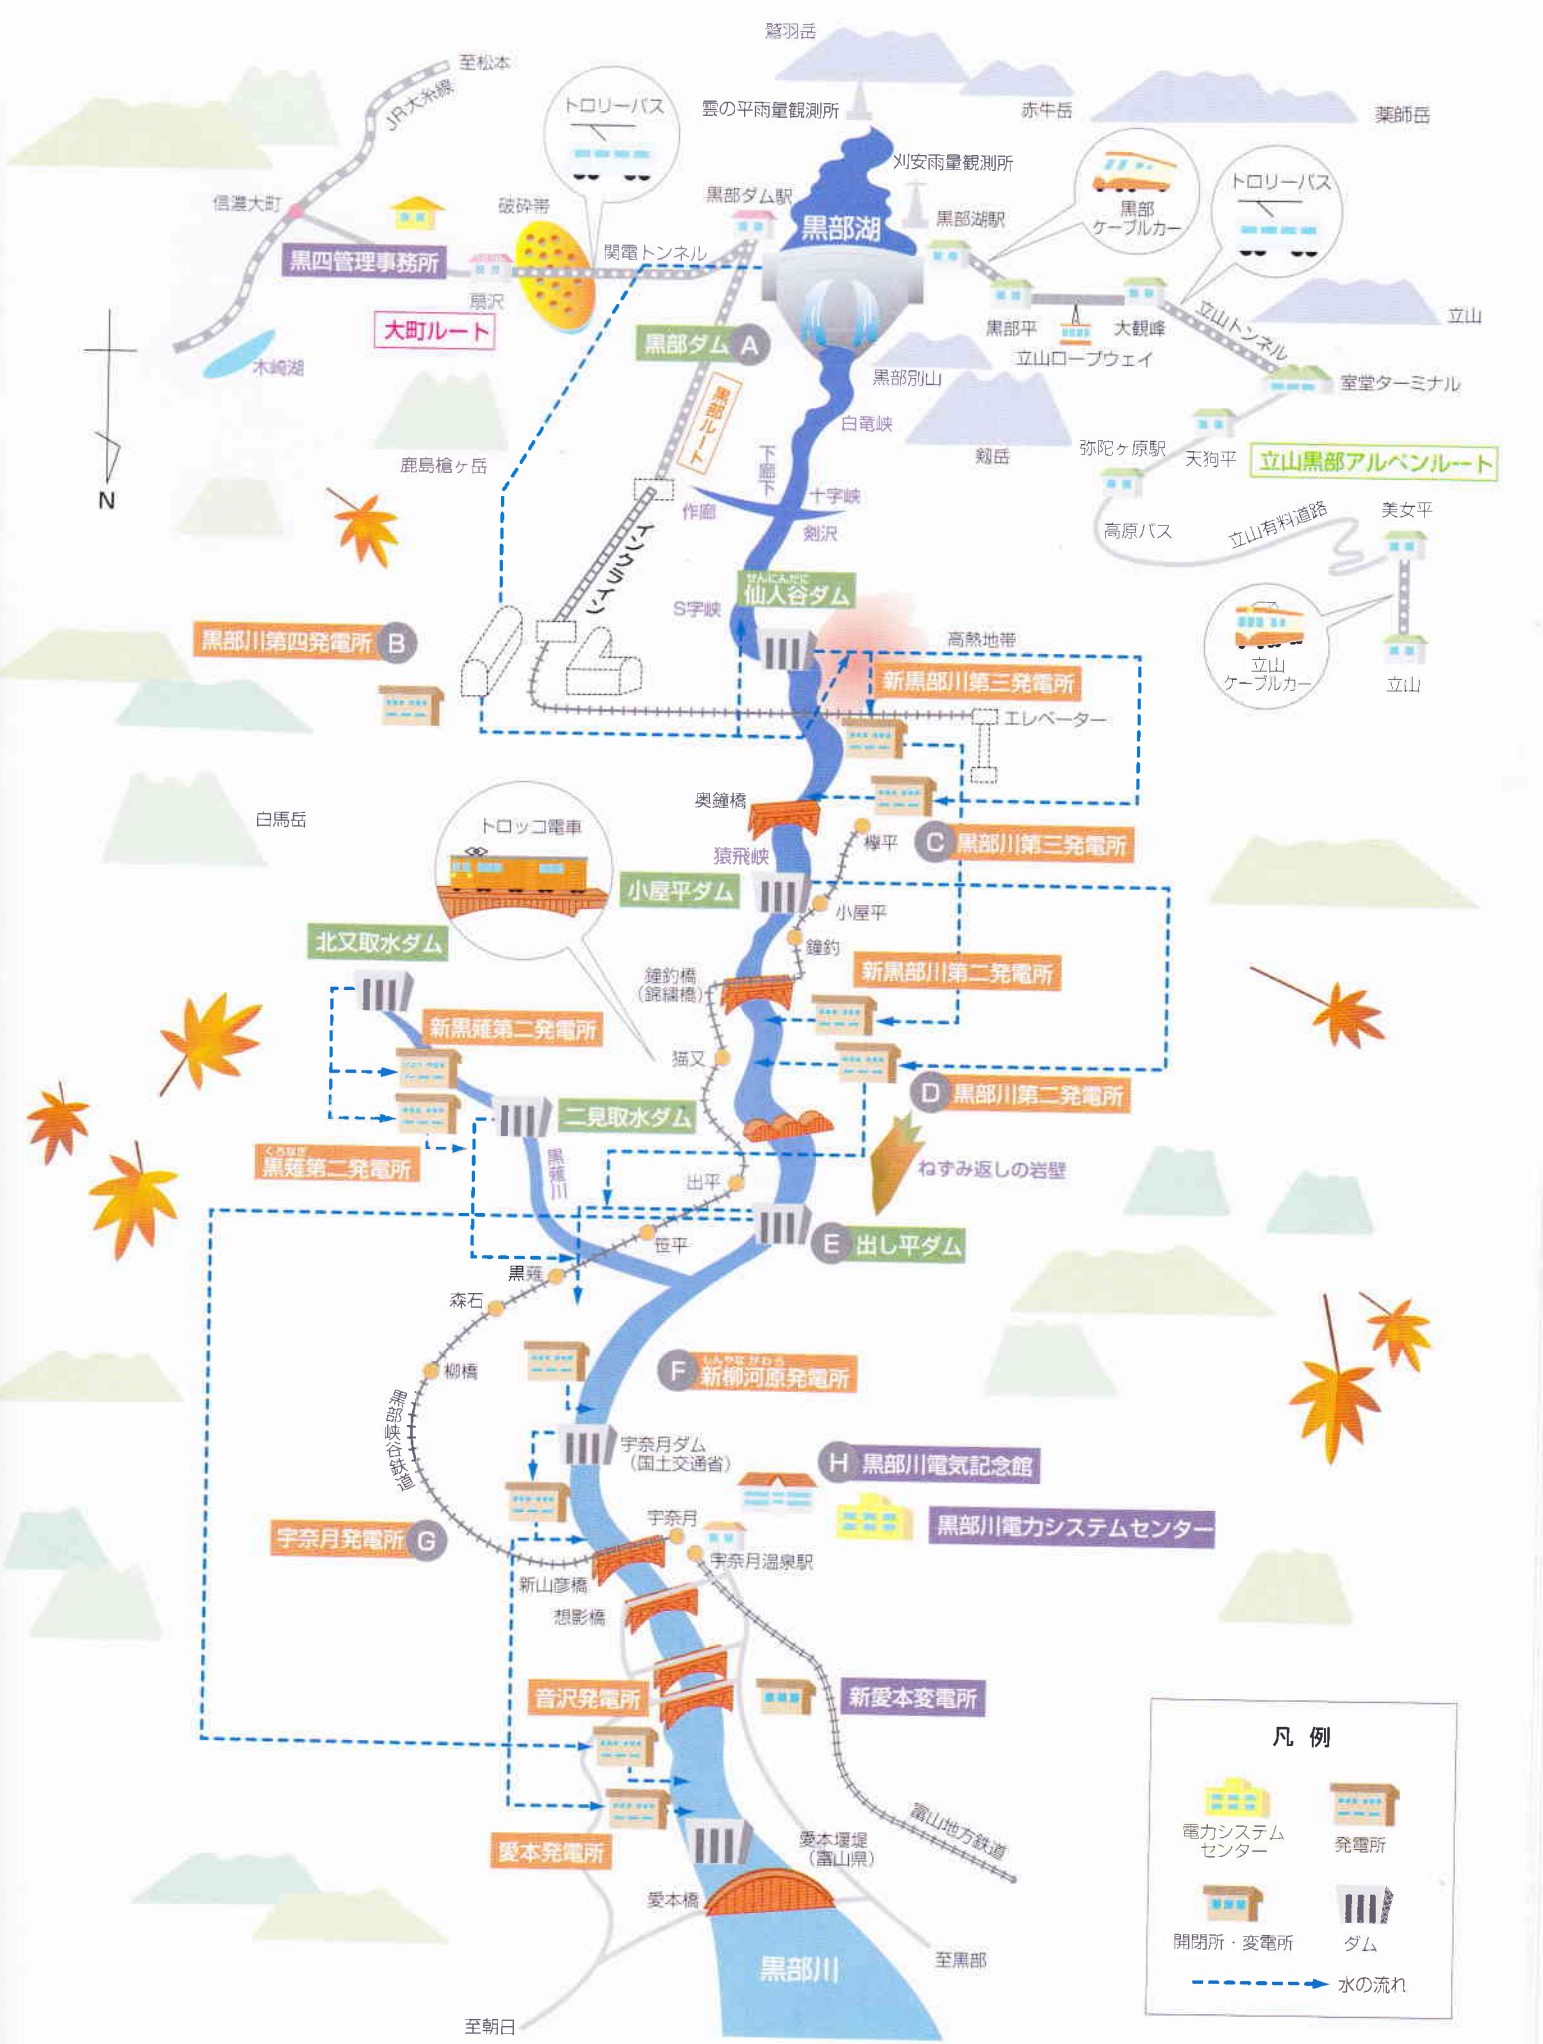 鷲羽岳
至松本
JR大糸線
トロリーバス
雲の平雨量観測所
赤牛岳
薬師岳
刈安雨量観測所
トロリーバス
信濃大町
破砕帯
黒部ダム駅
黒部湖
黒部湖駅
黒部
ケーブルカー
黒四管理事務所
関電トンネル
扇沢
大町ルート
黒部ダム A
黒部平
大観峰
立山トンネル
立山
立山ロープウェイ
木崎湖
黒部別山
室堂ターミナル
黒部ルート
白竜峡
鹿島槍ヶ岳
下廊下
剱岳
弥陀ヶ原駅
天狗平
立山黒部アルペンルート
N
作廊
十字峡
剣沢
高原バス
立山有料道路
美女平
インクライン
せんにんだに
仙人谷ダム
S字峡
黒部川第四発電所 B
高熱地帯
新黒部川第三発電所
立山
ケーブルカー
立山
エレベーター
白馬岳
奥鐘橋
トロッコ電車
猿飛峡
欅平
C 黒部川第三発電所
小屋平ダム
小屋平
北又取水ダム
鐘釣
鐘釣橋
(錦繍橋)
新黒部川第二発電所
新黒薙第二発電所
猫又
D 黒部川第二発電所
二見取水ダム
くろなぎ
黒薙第二発電所
黒薙川
出平
ねずみ返しの岩壁
笹平
E 出し平ダム
黒薙
森石
柳橋
F
しんやながわら
新柳河原発電所
黒部峡谷鉄道
宇奈月ダム
(国土交通省)
H 黒部川電気記念館
宇奈月発電所 G
宇奈月
黒部川電力システムセンター
宇奈月温泉駅
新山彦橋
想影橋
音沢発電所
新愛本変電所
凡例
電力システム
センター
発電所
開閉所・変電所
ダム
水の流れ
富山地方鉄道
愛本発電所
愛本堰堤
(富山県)
愛本橋
黒部川
至黒部
至朝日